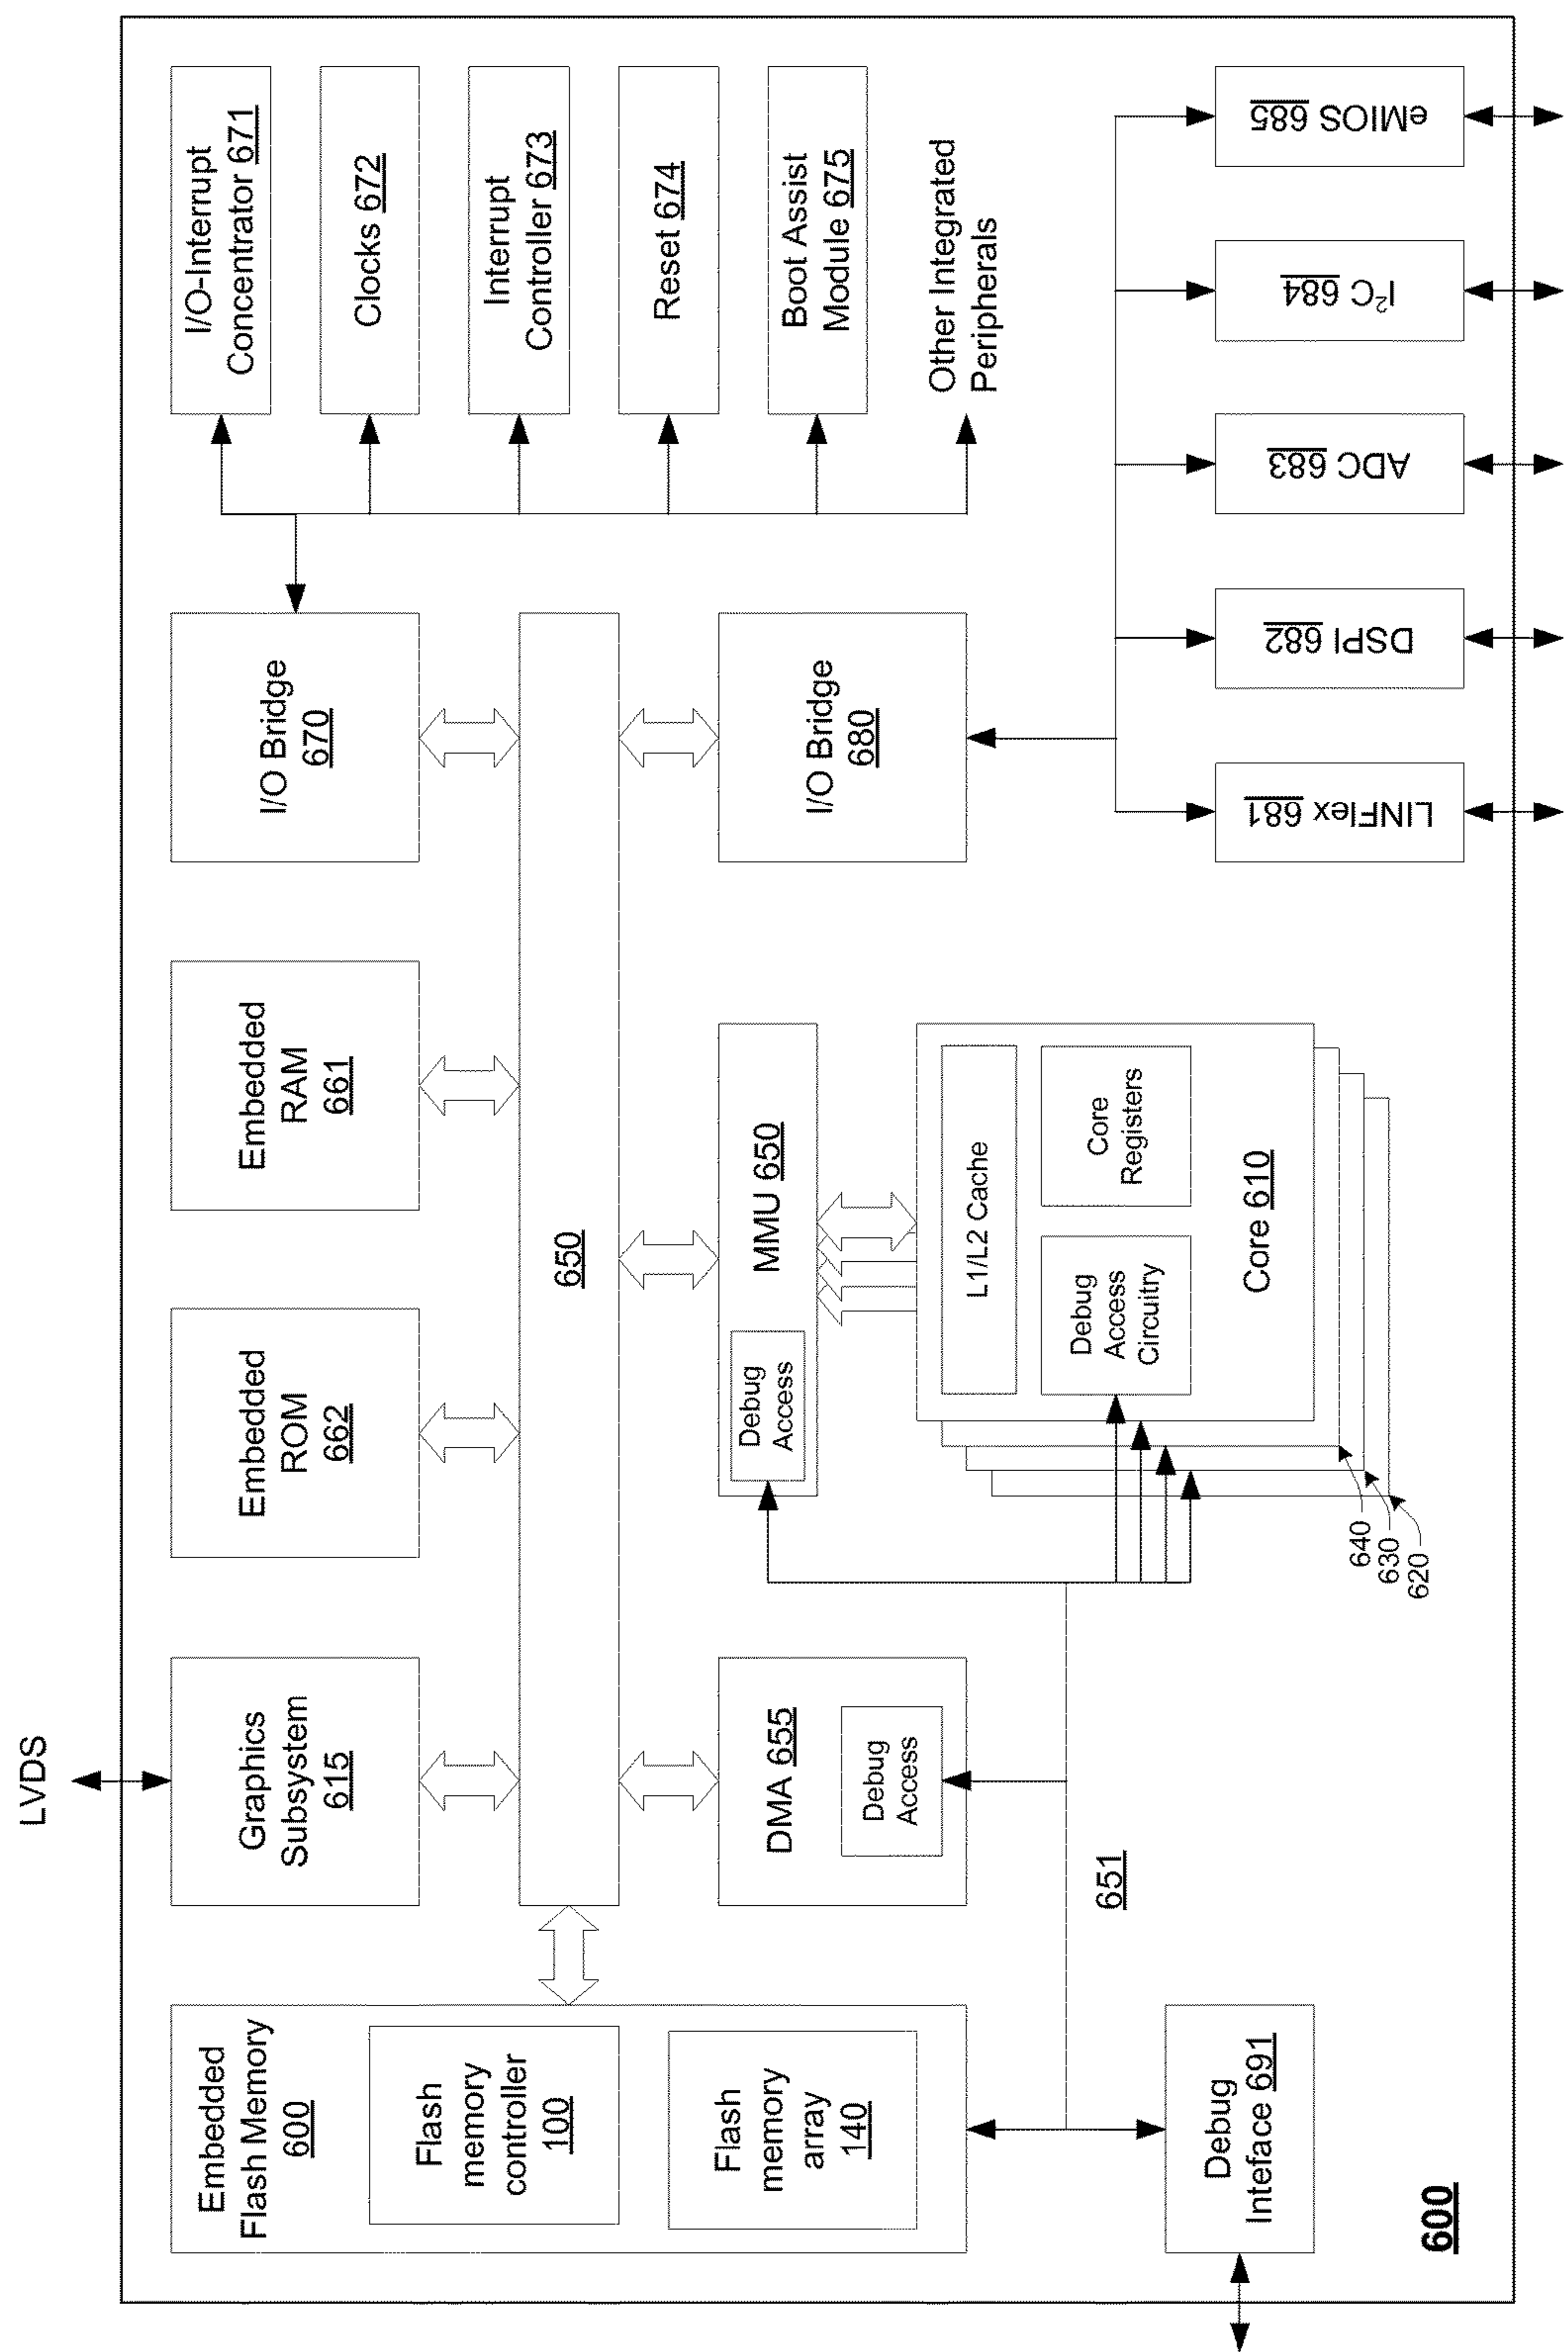 LVDS
Embedded
Flash Memory
600
Flash
memory
controller
100
Flash
memory
array
140
Graphics
Subsystem
615
Embedded
ROM
662
Embedded
RAM
661
I/O Bridge
670
I/O-Interrupt
Concentrator 671
Clocks 672
Interrupt
Controller 673
Reset 674
Boot Assist
Module 675
Other Integrated
Peripherals
650
DMA 655
Debug
Access
MMU 650
Debug
Access
I/O Bridge
680
L1/L2 Cache
Debug
Access
Circuitry
Core
Registers
Core 610
640
630
620
651
Debug
Inteface 691
LINFlex 681
DSPI 682
ADC 683
I²C 684
eMIOS 685
600